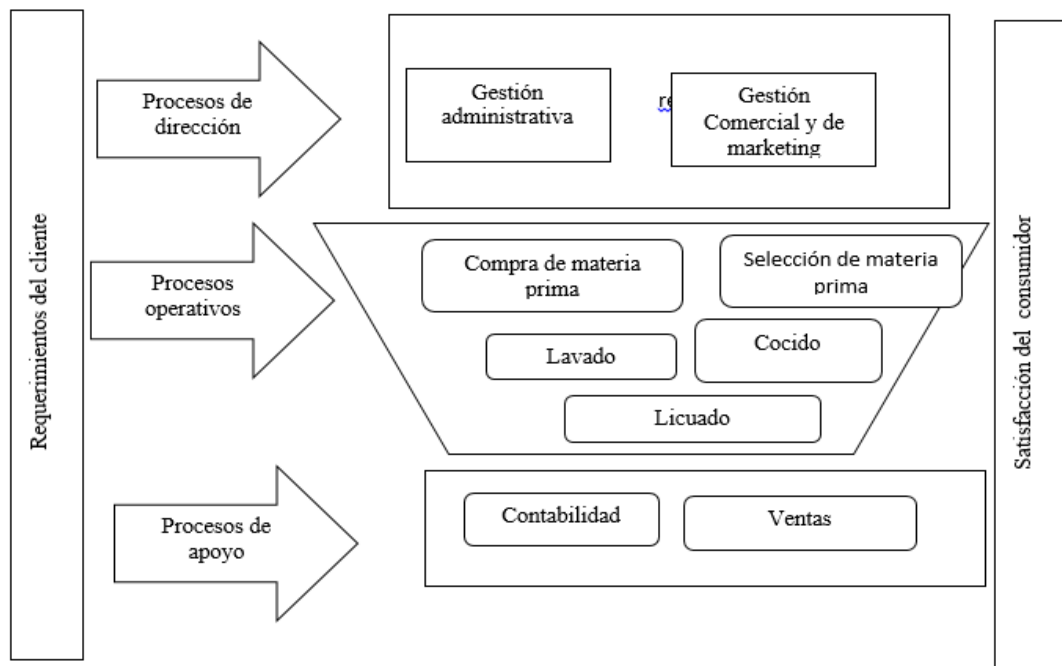 Requerimientos del cliente
Procesos de
dirección
Gestión
administrativa
Gestión
Comercial y de
marketing
Procesos
operativos
Compra de materia
prima
Selección de materia
prima
Lavado
Cocido
Licuado
Procesos de
apoyo
Contabilidad
Ventas
Satisfacción del consumidor